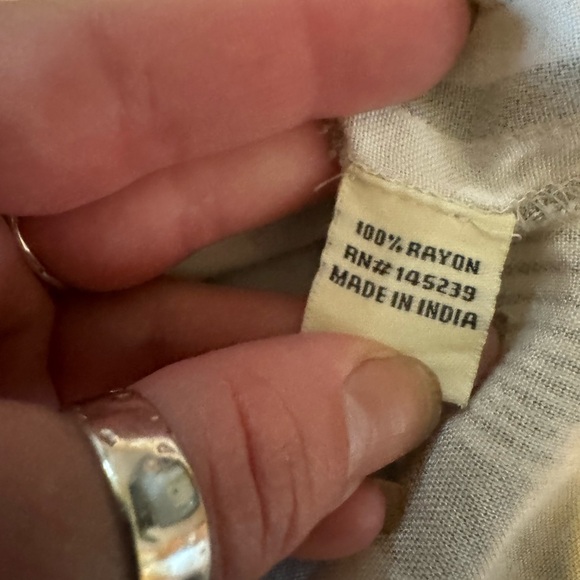 100% RAYON
RN# 145239
MADE IN INDIA